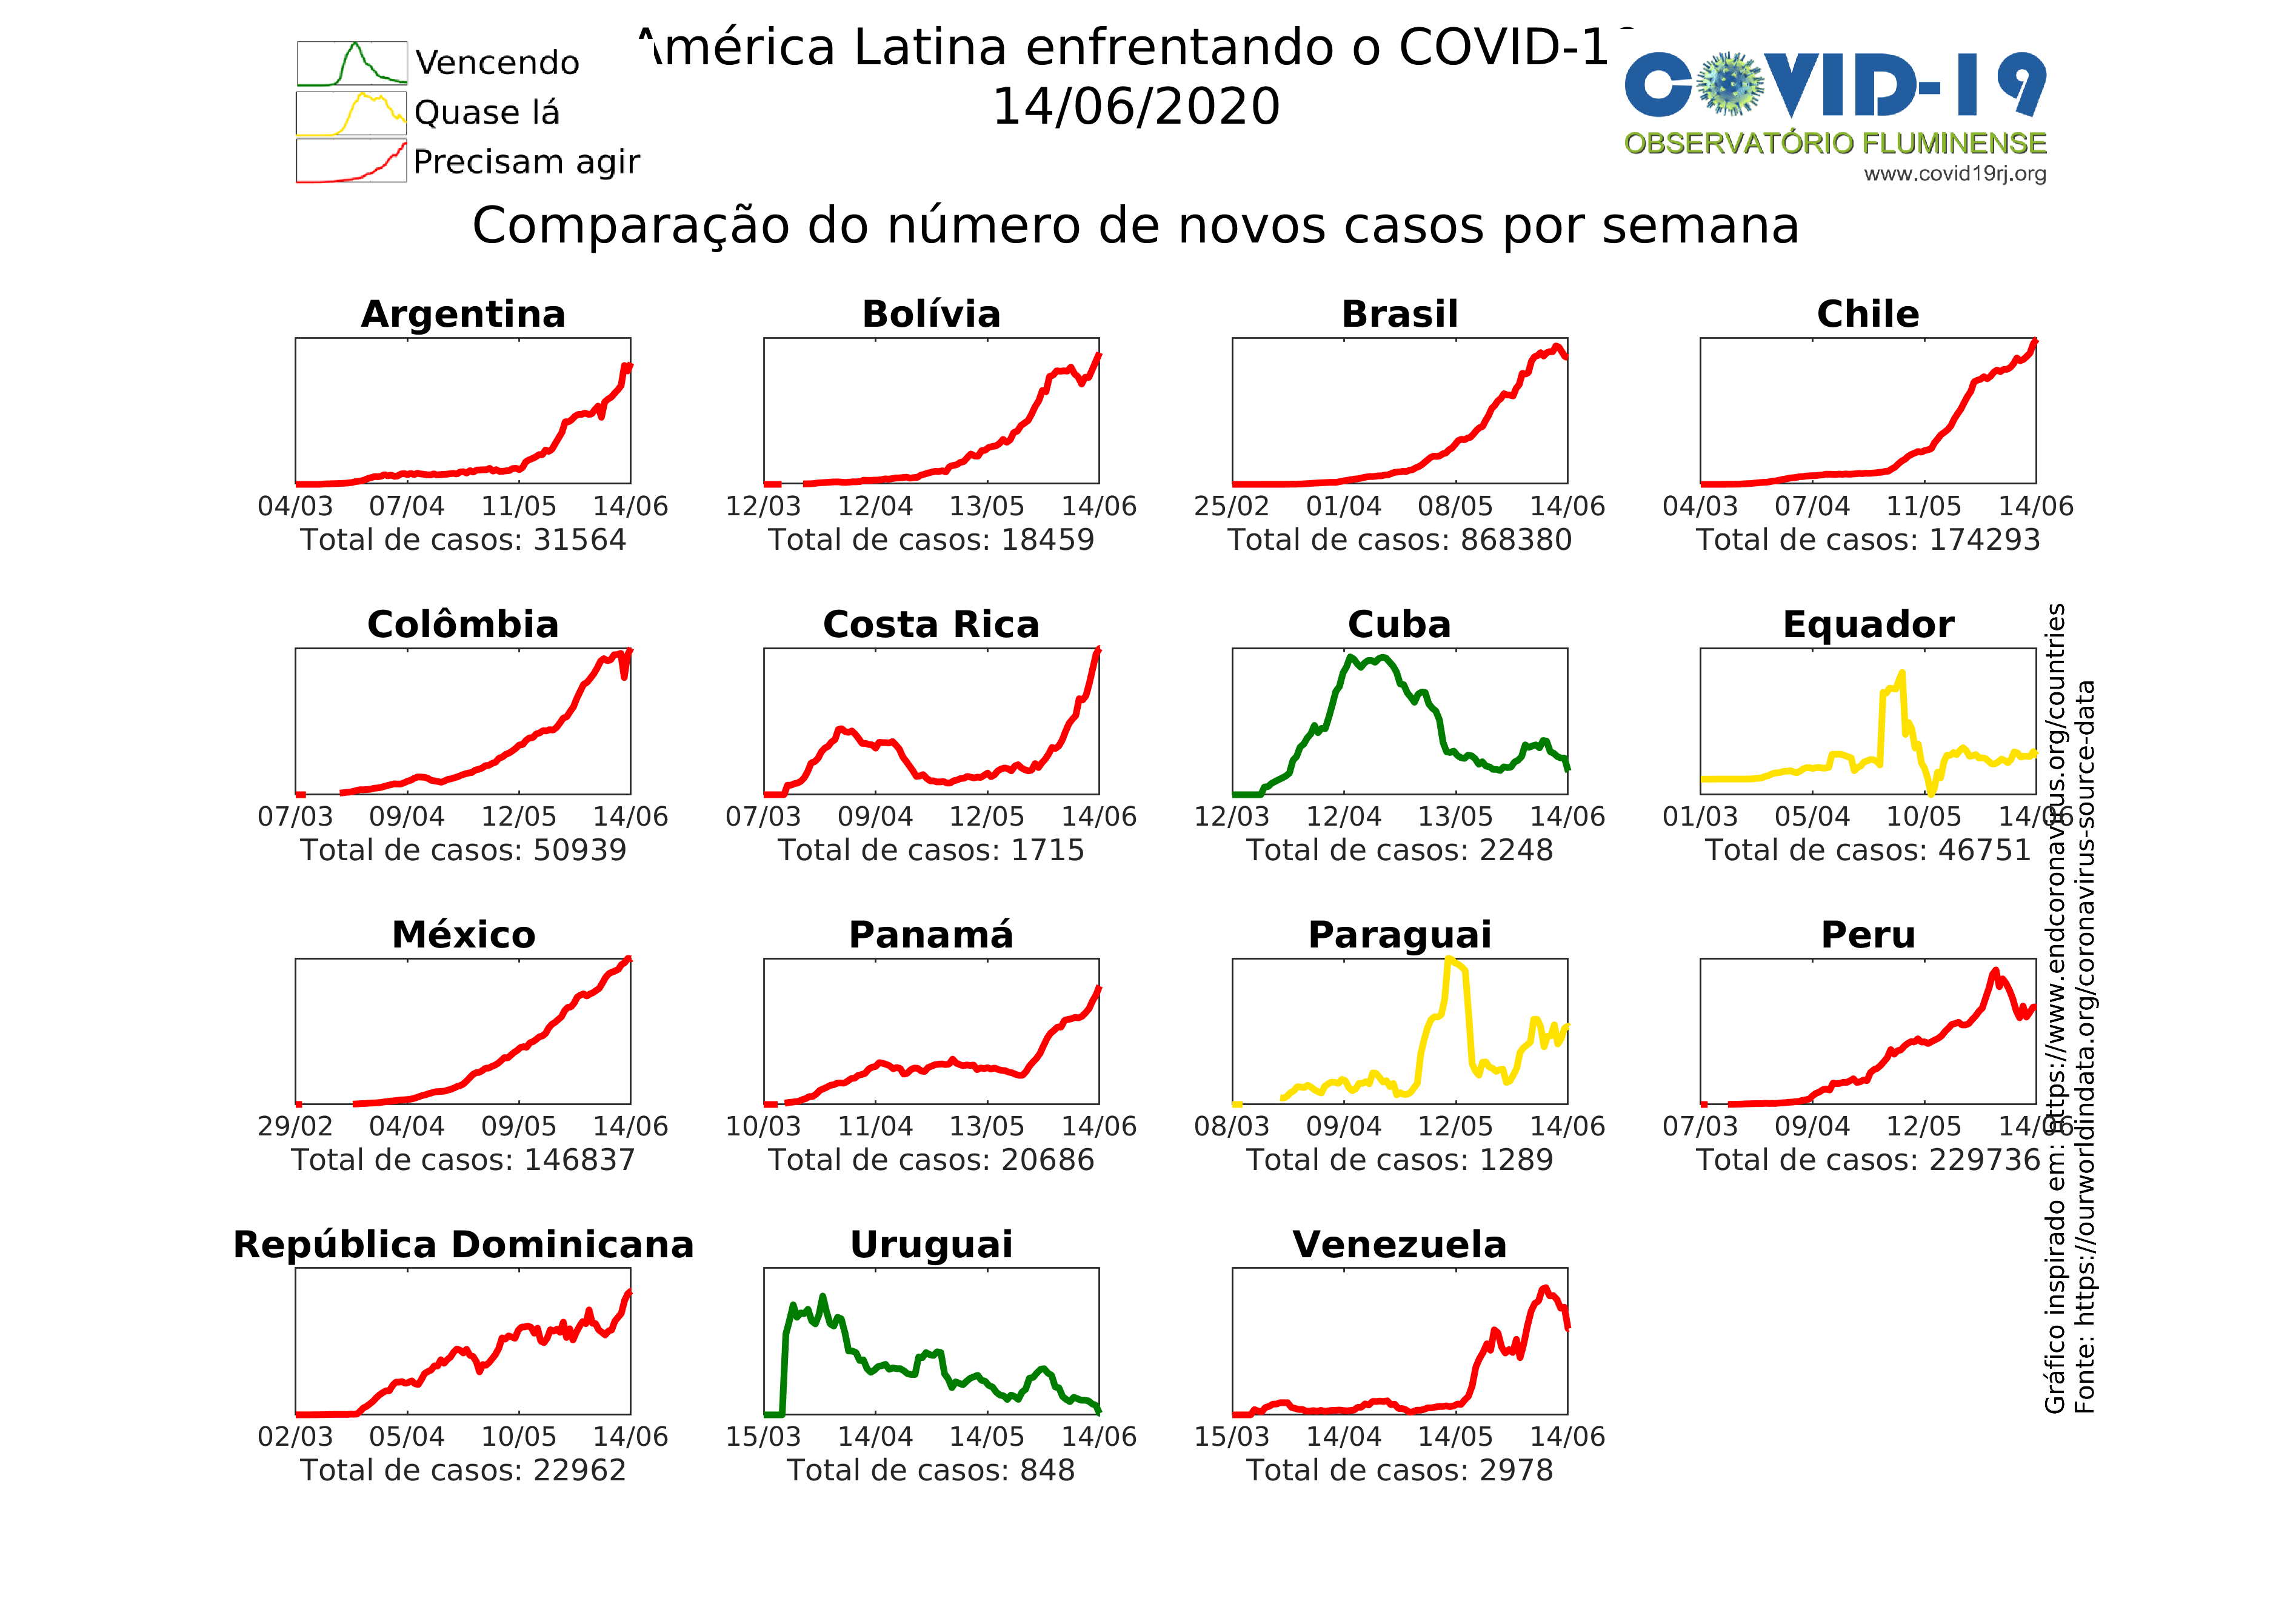 Vencendo
Quase lá
Precisam agir
América Latina enfrentando o COVID-19
14/06/2020
COVID-19
OBSERVATÓRIO FLUMINENSE
www.covid19rj.org
Comparação do número de novos casos por semana
Argentina
04/03 07/04 11/05 14/06
Total de casos: 31564
Bolívia
12/03 12/04 13/05 14/06
Total de casos: 18459
Brasil
25/02 01/04 08/05 14/06
Total de casos: 868380
Chile
04/03 07/04 11/05 14/06
Total de casos: 174293
Colômbia
07/03 09/04 12/05 14/06
Total de casos: 50939
Costa Rica
07/03 09/04 12/05 14/06
Total de casos: 1715
Cuba
12/03 12/04 13/05 14/06
Total de casos: 2248
Equador
01/03 05/04 10/05 14/06
Total de casos: 46751
México
29/02 04/04 09/05 14/06
Total de casos: 146837
Panamá
10/03 11/04 13/05 14/06
Total de casos: 20686
Paraguai
08/03 09/04 12/05 14/06
Total de casos: 1289
Peru
07/03 09/04 12/05 14/06
Total de casos: 229736
República Dominicana
02/03 05/04 10/05 14/06
Total de casos: 22962
Uruguai
15/03 14/04 14/05 14/06
Total de casos: 848
Venezuela
15/03 14/04 14/05 14/06
Total de casos: 2978
Gráfico inspirado em: https://www.endcoronavirus.org/countries
Fonte: https://ourworldindata.org/coronavirus-source-data